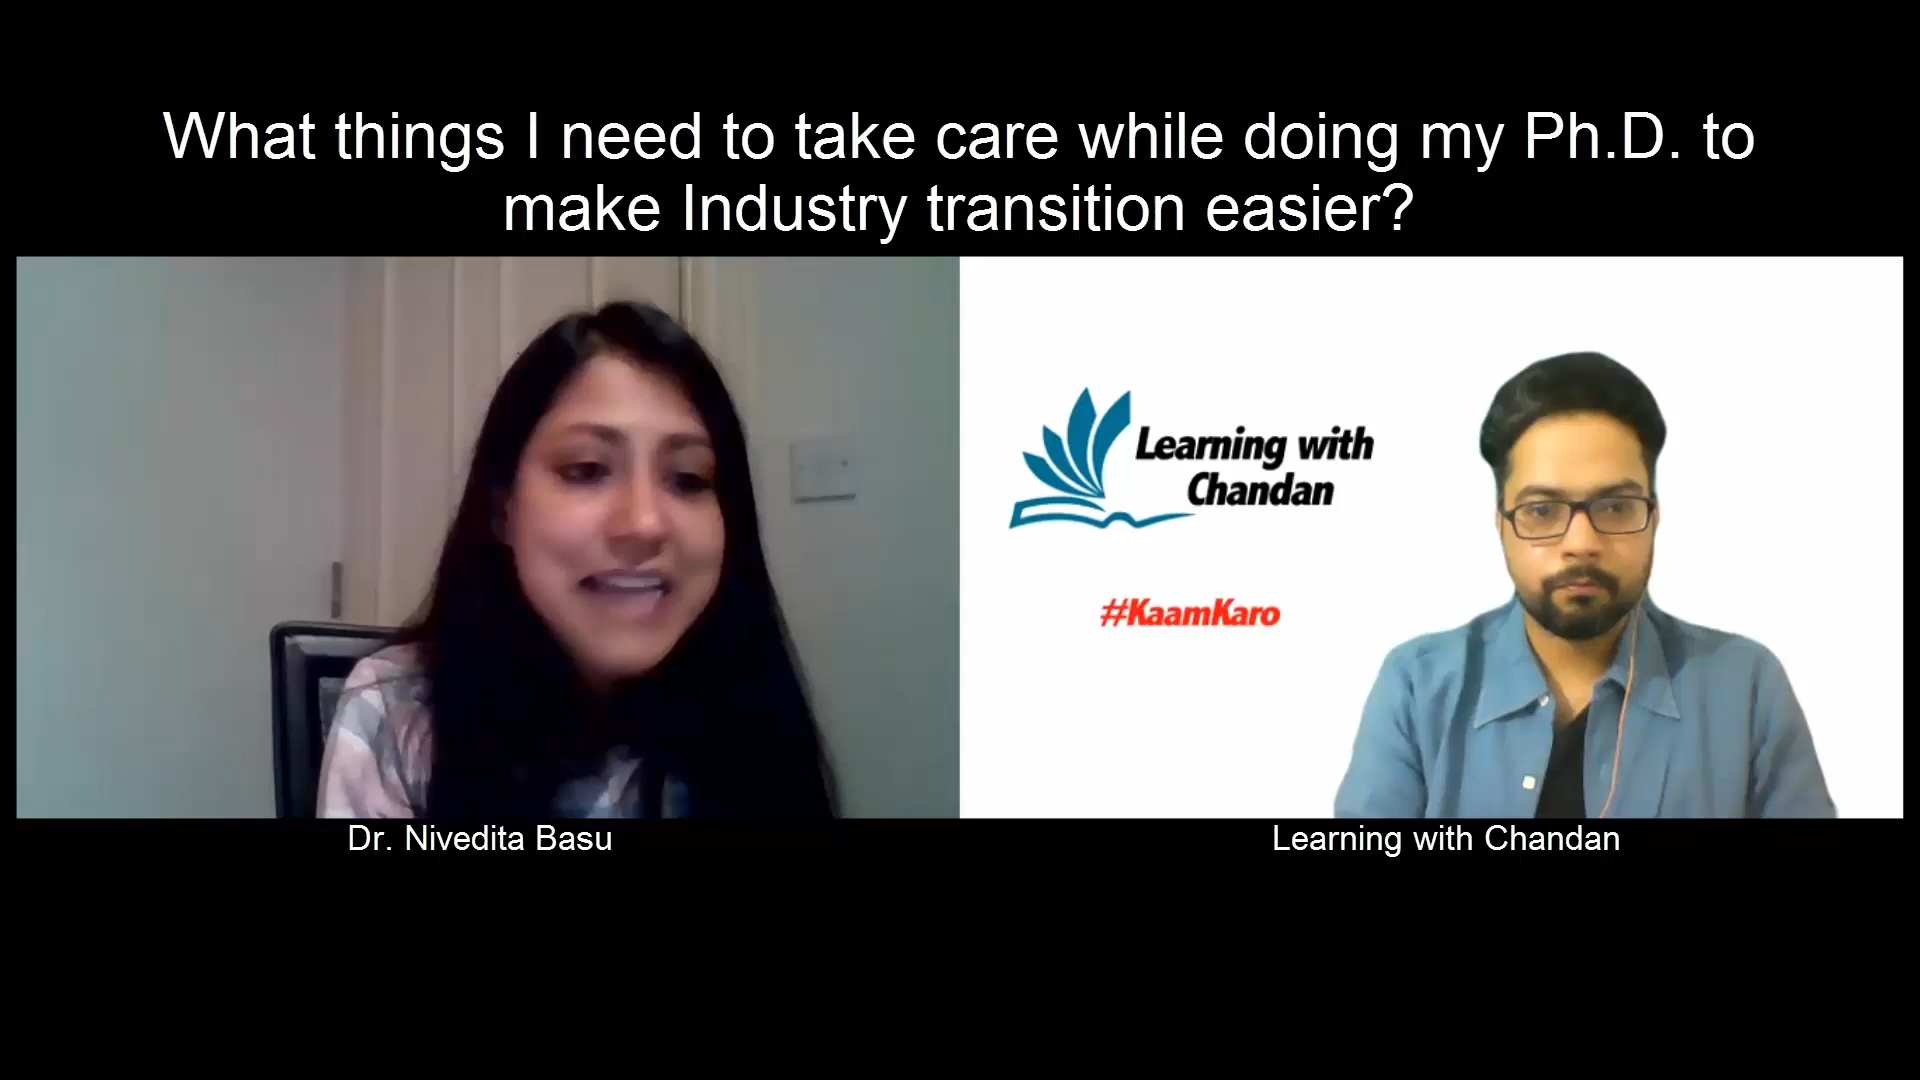 What things I need to take care while doing my Ph.D. to
make Industry transition easier?
Learning with
Chandan
#KaamKaro
Dr. Nivedita Basu
Learning with Chandan